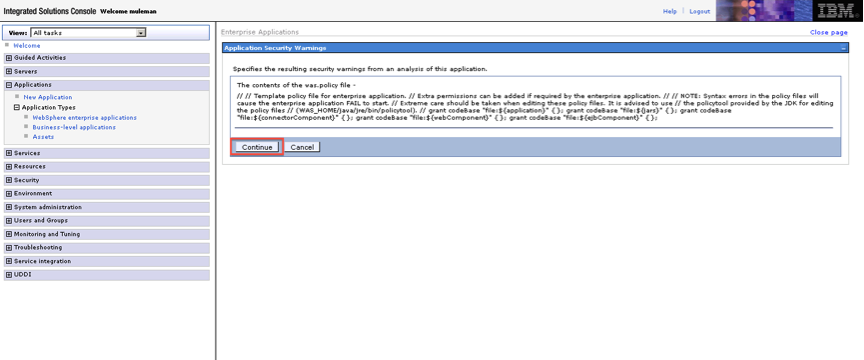 Integrated Solutions Console Welcome muleman
Help | Logout
IBM
View: All tasks
Welcome
Guided Activities
Servers
Applications
New Application
Application Types
WebSphere enterprise applications
Business-level applications
Assets
Services
Resources
Security
Environment
System administration
Users and Groups
Monitoring and Tuning
Troubleshooting
Service integration
UDDI
Enterprise Applications
Close page
Application Security Warnings
Specifies the resulting security warnings from an analysis of this application.
The contents of the was.policy file -
// // Template policy file for enterprise application. // Extra permissions can be added if required by the enterprise application. // // NOTE: Syntax errors in the policy files will
cause the enterprise application FAIL to start. // Extreme care should be taken when editing these policy files. It is advised to use // the policytool provided by the JDK for editing
the policy files // (WAS_HOME/java/jre/bin/policytool). // grant codeBase "file:${application}" { }; grant codeBase "file:${jars}" { }; grant codeBase
"file:${connectorComponent}" { }; grant codeBase "file:${webComponent}" { }; grant codeBase "file:${ejbComponent}" { };
Continue Cancel